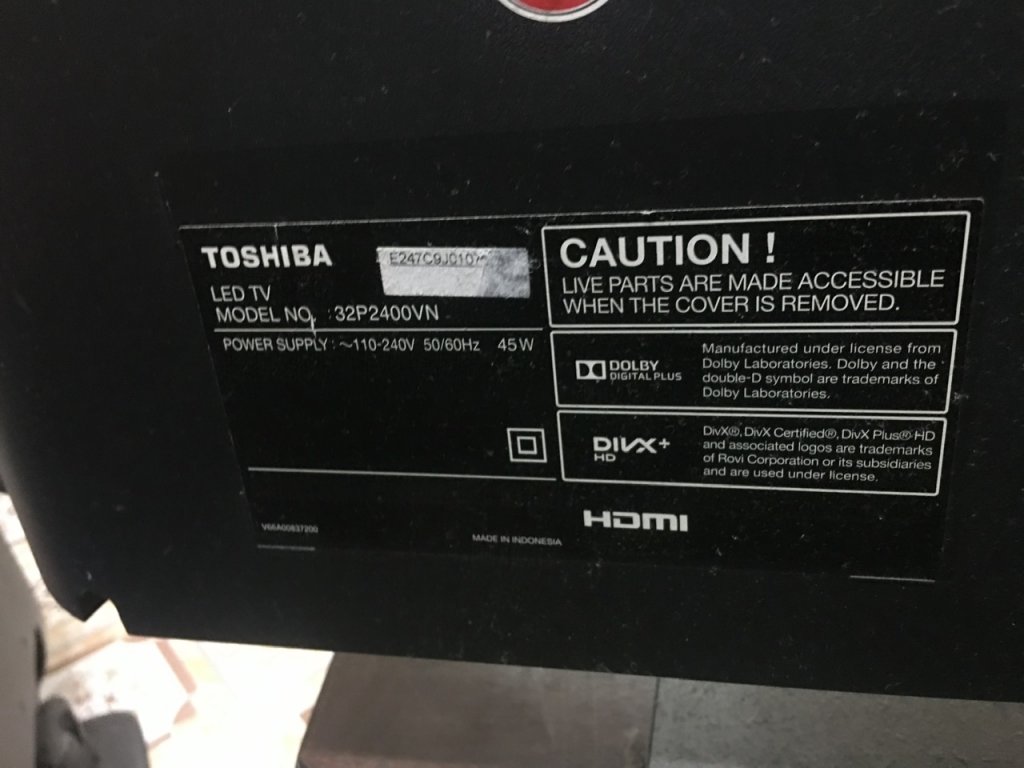 TOSHIBA
LED TV
MODEL NO. : 32P2400VN
POWER SUPPLY : ~110-240V 50/60Hz 45W
V66A00837200
MADE IN INDONESIA
CAUTION !
LIVE PARTS ARE MADE ACCESSIBLE
WHEN THE COVER IS REMOVED.
DOLBY
DIGITAL PLUS
Manufactured under license from
Dolby Laboratories. Dolby and the
double-D symbol are trademarks of
Dolby Laboratories.
DIVX+
HD
DivX®, DivX Certified®, DivX Plus® HD
and associated logos are trademarks
of Rovi Corporation or its subsidiaries
and are used under license.
HDMI